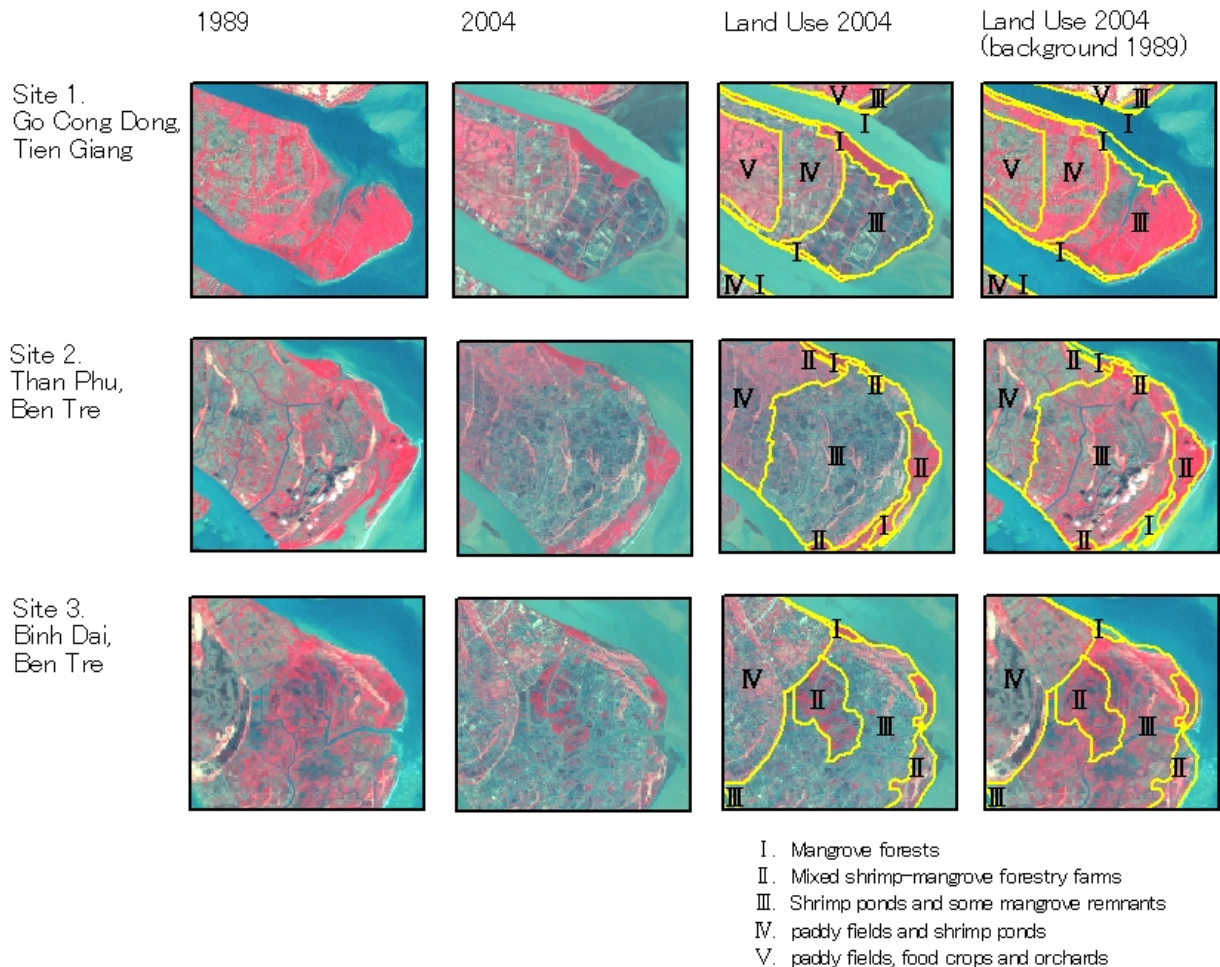 1989
2004
Land Use 2004
Land Use 2004
(background 1989)
Site 1.
Go Cong Dong,
Tien Giang
V
III
I
I
V
IV
III
I
IV I
V
III
I
I
V
IV
III
I
IV I
Site 2.
Than Phu,
Ben Tre
II
I
II
IV
III
II
I
II
II
I
II
IV
III
II
I
II
Site 3.
Binh Dai,
Ben Tre
I
IV
II
III
II
III
I
IV
II
III
II
III
I. Mangrove forests
II. Mixed shrimp-mangrove forestry farms
III. Shrimp ponds and some mangrove remnants
IV. paddy fields and shrimp ponds
V. paddy fields, food crops and orchards